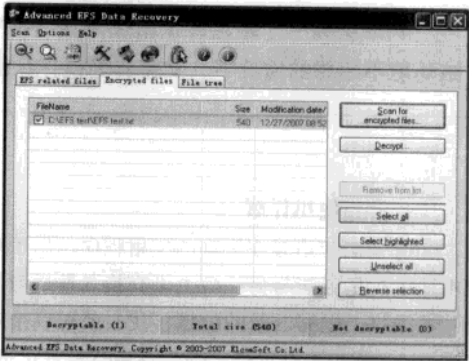 Advanced EFS Data Recovery
Scan Options Help
EFS related files Encrypted files File tree
FileName Size Modification date/
C:\EFS test\EFS test.txt 540 12/27/2007 08:52
Scan for
encrypted files...
Decrypt...
Remove from list
Select all
Select highlighted
Unselect all
Reverse selection
Decryptable (1) Total size (540) Not decryptable (0)
Advanced EFS Data Recovery, Copyright © 2003-2007 ElcomSoft Co.Ltd.